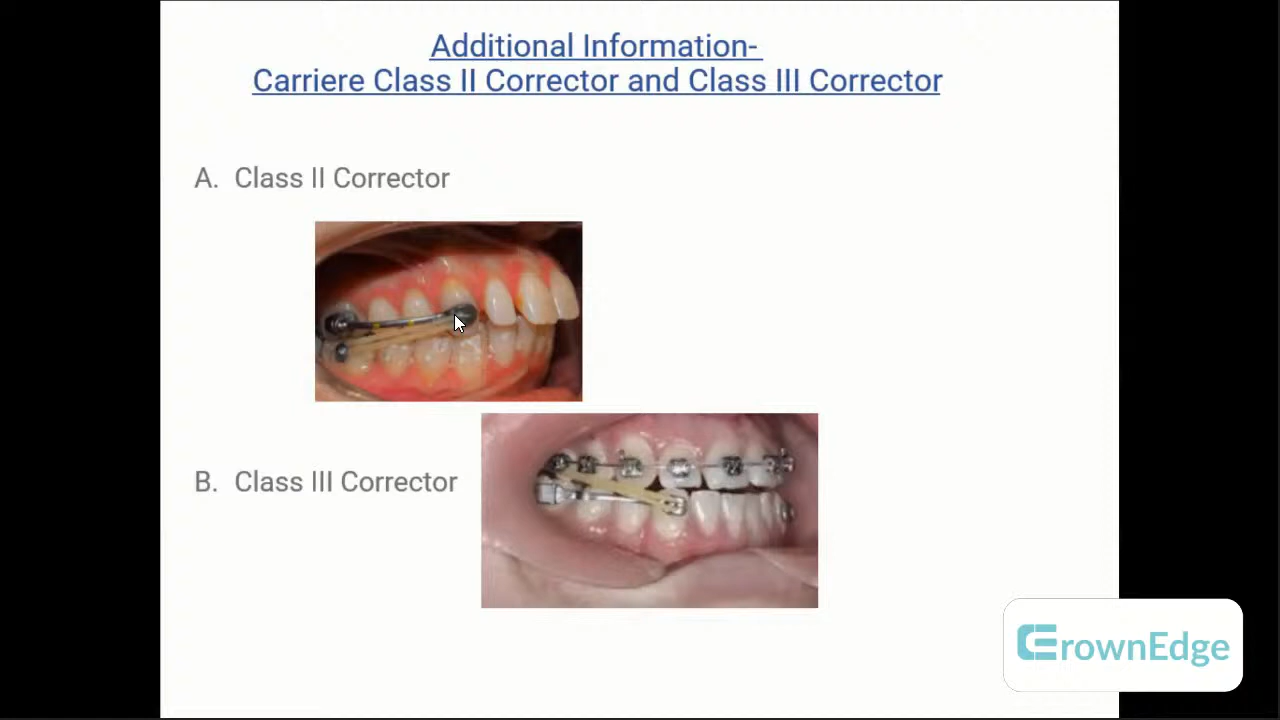 Additional Information-
Carriere Class II Corrector and Class III Corrector
A. Class II Corrector
B. Class III Corrector
CrownEdge